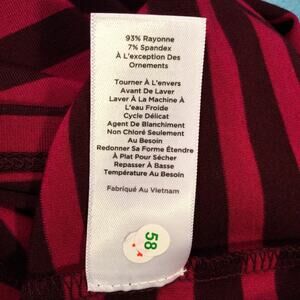 93% Rayonne
7% Spandex
À L'exception Des
Ornements
Tourner À L'envers
Avant De Laver
Laver À La Machine À
L'eau Froide
Cycle Délicat
Agent De Blanchiment
Non Chloré Seulement
Au Besoin
Redonner Sa Forme Étendre
À Plat Pour Sécher
Repasser À Basse
Température Au Besoin
Fabriqué Au Vietnam
58